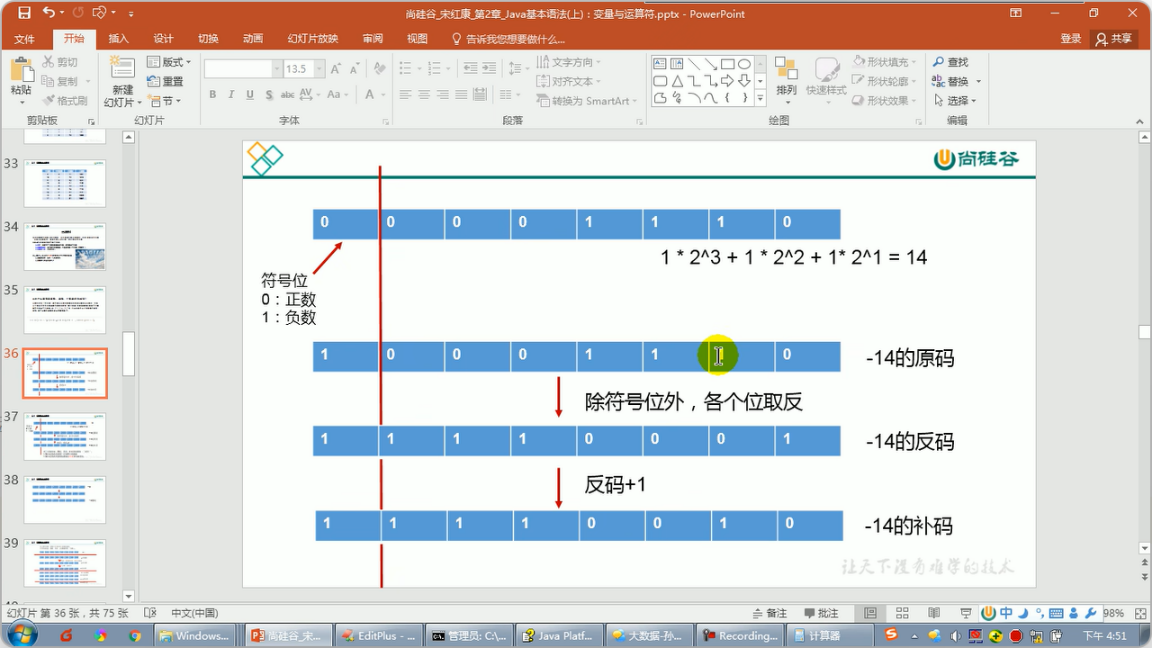 尚硅谷_宋红康_第2章_Java基本语法(上)：变量与运算符.pptx - PowerPoint
文件 开始 插入 设计 切换 动画 幻灯片放映 审阅 视图 告诉我您想要做什么... 登录 共享
粘贴 剪切 复制 格式刷 剪贴板
新建幻灯片 版式 重置 节 幻灯片
13.5 B I U S abc AV Aa A 字体
文字方向 对齐文本 转换为 SmartArt 段落
排列 快速样式 形状填充 形状轮廓 形状效果 绘图
查找 替换 选择 编辑
33
34
35
36
37
38
39
尚硅谷
0 0 0 0 1 1 1 0
1 * 2^3 + 1 * 2^2 + 1* 2^1 = 14
符号位
0：正数
1：负数
1 0 0 0 1 1 1 0 -14的原码
除符号位外，各个位取反
1 1 1 1 0 0 0 1 -14的反码
反码+1
1 1 1 1 0 0 1 0 -14的补码
让天下没有难学的技术
幻灯片 第 36 张，共 75 张 中文(中国) 备注 批注 中 98%
Windows... 尚硅谷_宋... EditPlus - ... 管理员: C:\... Java Platf... 大数据-孙... Recording... 计算器 下午 4:51